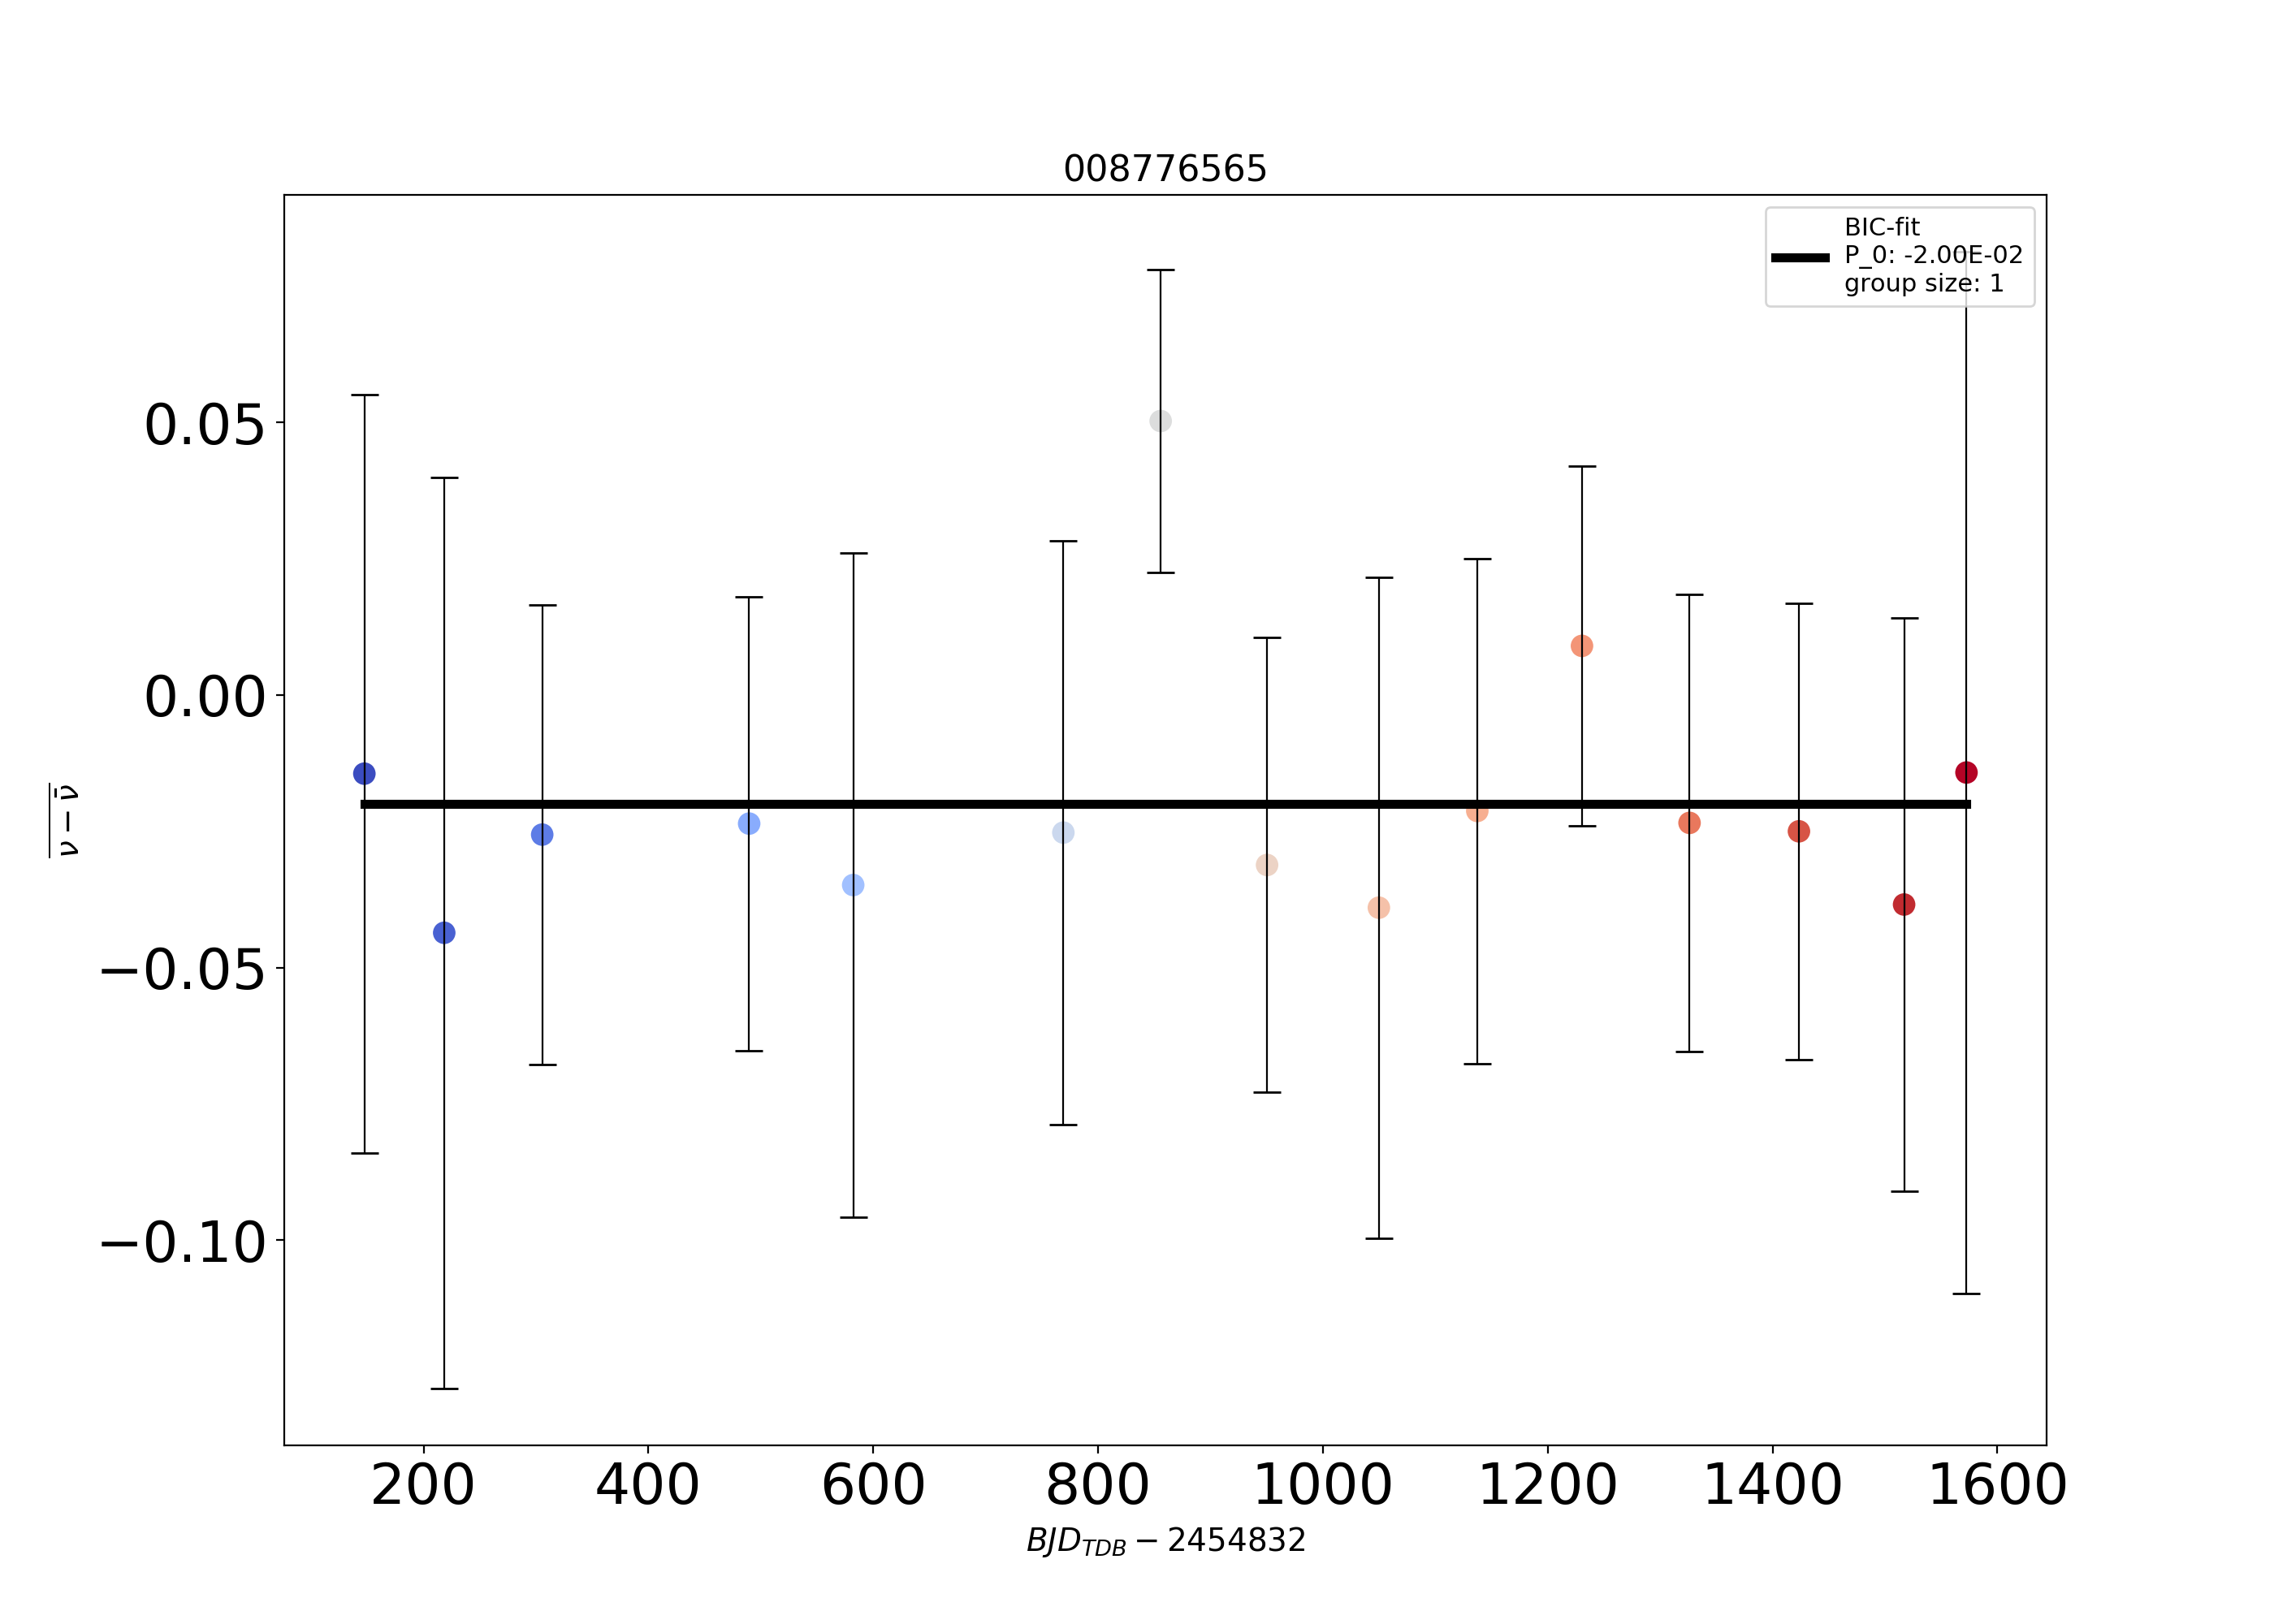 008776565
BIC-fit
P_0: -2.00E-02
group size: 1
0.05
0.00
−0.05
−0.10
ν − ν̄
200 400 600 800 1000 1200 1400 1600
BJD_TDB − 2454832